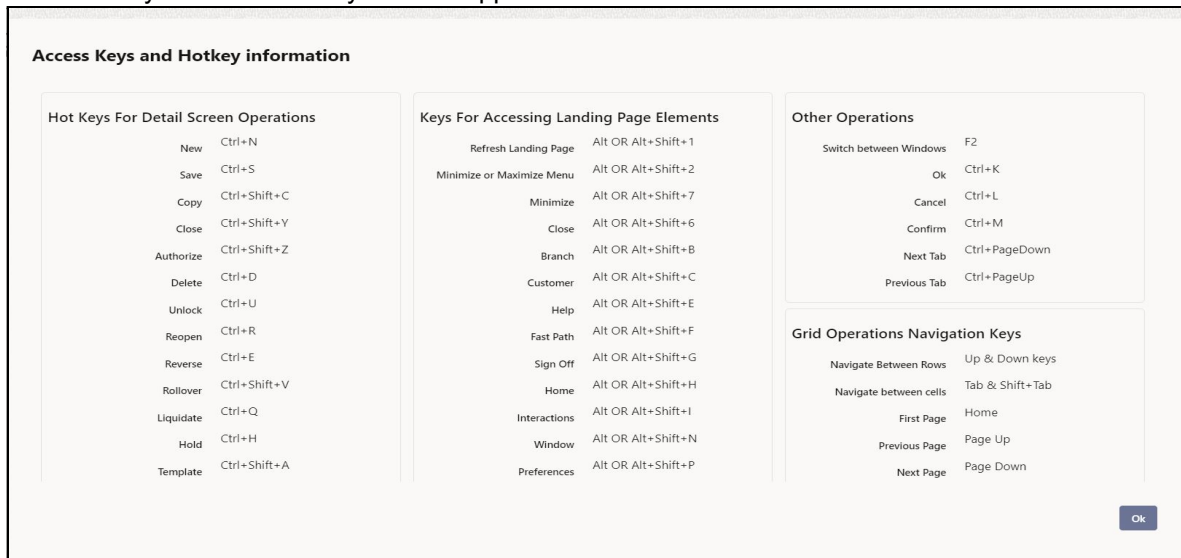 Access Keys and Hotkey information
Hot Keys For Detail Screen Operations
New Ctrl+N
Save Ctrl+S
Copy Ctrl+Shift+C
Close Ctrl+Shift+Y
Authorize Ctrl+Shift+Z
Delete Ctrl+D
Unlock Ctrl+U
Reopen Ctrl+R
Reverse Ctrl+E
Rollover Ctrl+Shift+V
Liquidate Ctrl+Q
Hold Ctrl+H
Template Ctrl+Shift+A
Keys For Accessing Landing Page Elements
Refresh Landing Page Alt OR Alt+Shift+1
Minimize or Maximize Menu Alt OR Alt+Shift+2
Minimize Alt OR Alt+Shift+7
Close Alt OR Alt+Shift+6
Branch Alt OR Alt+Shift+B
Customer Alt OR Alt+Shift+C
Help Alt OR Alt+Shift+E
Fast Path Alt OR Alt+Shift+F
Sign Off Alt OR Alt+Shift+G
Home Alt OR Alt+Shift+H
Interactions Alt OR Alt+Shift+I
Window Alt OR Alt+Shift+N
Preferences Alt OR Alt+Shift+P
Other Operations
Switch between Windows F2
Ok Ctrl+K
Cancel Ctrl+L
Confirm Ctrl+M
Next Tab Ctrl+PageDown
Previous Tab Ctrl+PageUp
Grid Operations Navigation Keys
Navigate Between Rows Up & Down keys
Navigate between cells Tab & Shift+Tab
First Page Home
Previous Page Page Up
Next Page Page Down
Ok